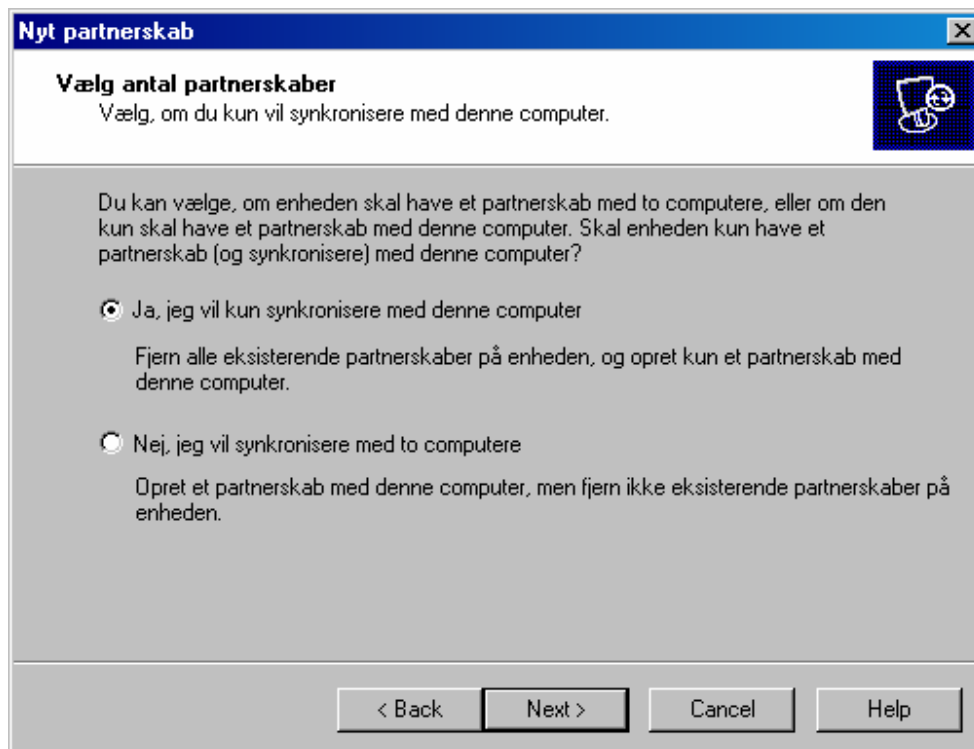 Nyt partnerskab
Vælg antal partnerskaber
Vælg, om du kun vil synkronisere med denne computer.
Du kan vælge, om enheden skal have et partnerskab med to computere, eller om den
kun skal have et partnerskab med denne computer. Skal enheden kun have et
partnerskab (og synkronisere) med denne computer?
Ja, jeg vil kun synkronisere med denne computer
Fjern alle eksisterende partnerskaber på enheden, og opret kun et partnerskab med
denne computer.
Nej, jeg vil synkronisere med to computere
Opret et partnerskab med denne computer, men fjern ikke eksisterende partnerskaber på
enheden.
< Back Next > Cancel Help